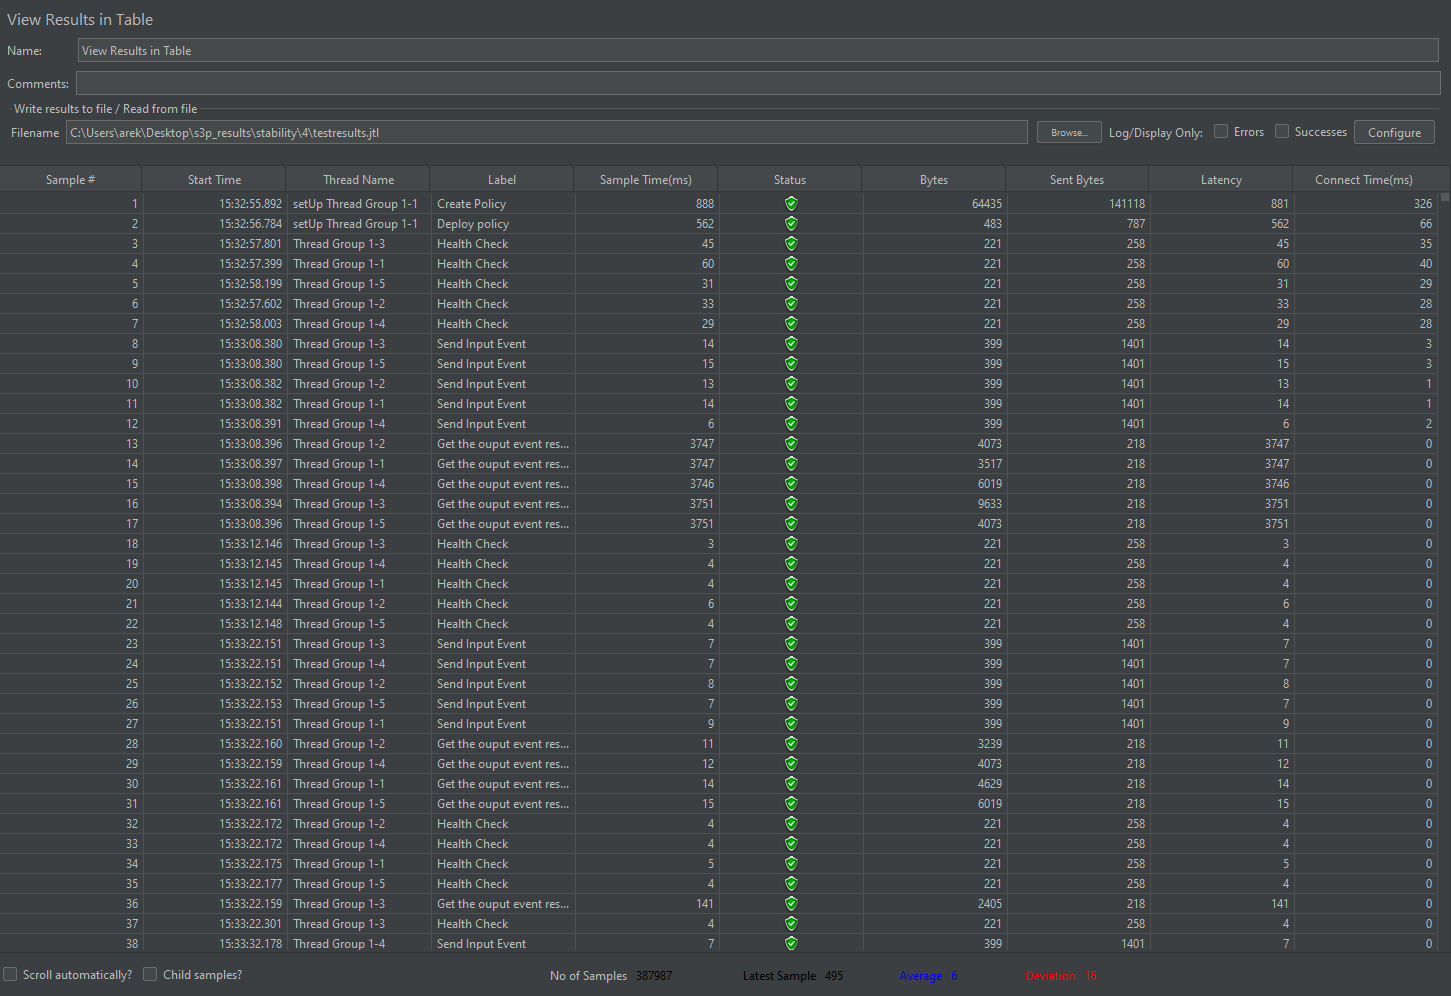 View Results in Table
Name: View Results in Table
Comments:
Write results to file / Read from file
Filename C:\Users\arek\Desktop\s3p_results\stability\4\testresults.jtl Browse... Log/Display Only: Errors Successes Configure
Sample # Start Time Thread Name Label Sample Time(ms) Status Bytes Sent Bytes Latency Connect Time(ms)
1 15:32:55.892 setUp Thread Group 1-1 Create Policy 888 64435 141118 881 326
2 15:32:56.784 setUp Thread Group 1-1 Deploy policy 562 483 787 562 66
3 15:32:57.801 Thread Group 1-3 Health Check 45 221 258 45 35
4 15:32:57.399 Thread Group 1-1 Health Check 60 221 258 60 40
5 15:32:58.199 Thread Group 1-5 Health Check 31 221 258 31 29
6 15:32:57.602 Thread Group 1-2 Health Check 33 221 258 33 28
7 15:32:58.003 Thread Group 1-4 Health Check 29 221 258 29 28
8 15:33:08.380 Thread Group 1-3 Send Input Event 14 399 1401 14 3
9 15:33:08.380 Thread Group 1-5 Send Input Event 15 399 1401 15 3
10 15:33:08.382 Thread Group 1-2 Send Input Event 13 399 1401 13 1
11 15:33:08.382 Thread Group 1-1 Send Input Event 14 399 1401 14 1
12 15:33:08.391 Thread Group 1-4 Send Input Event 6 399 1401 6 2
13 15:33:08.396 Thread Group 1-2 Get the ouput event res... 3747 4073 218 3747 0
14 15:33:08.397 Thread Group 1-1 Get the ouput event res... 3747 3517 218 3747 0
15 15:33:08.398 Thread Group 1-4 Get the ouput event res... 3746 6019 218 3746 0
16 15:33:08.394 Thread Group 1-3 Get the ouput event res... 3751 9633 218 3751 0
17 15:33:08.396 Thread Group 1-5 Get the ouput event res... 3751 4073 218 3751 0
18 15:33:12.146 Thread Group 1-3 Health Check 3 221 258 3 0
19 15:33:12.145 Thread Group 1-4 Health Check 4 221 258 4 0
20 15:33:12.145 Thread Group 1-1 Health Check 4 221 258 4 0
21 15:33:12.144 Thread Group 1-2 Health Check 6 221 258 6 0
22 15:33:12.148 Thread Group 1-5 Health Check 4 221 258 4 0
23 15:33:22.151 Thread Group 1-3 Send Input Event 7 399 1401 7 0
24 15:33:22.151 Thread Group 1-4 Send Input Event 7 399 1401 7 0
25 15:33:22.152 Thread Group 1-2 Send Input Event 8 399 1401 8 0
26 15:33:22.153 Thread Group 1-5 Send Input Event 7 399 1401 7 0
27 15:33:22.151 Thread Group 1-1 Send Input Event 9 399 1401 9 0
28 15:33:22.160 Thread Group 1-2 Get the ouput event res... 11 3239 218 11 0
29 15:33:22.159 Thread Group 1-4 Get the ouput event res... 12 4073 218 12 0
30 15:33:22.161 Thread Group 1-1 Get the ouput event res... 14 4629 218 14 0
31 15:33:22.161 Thread Group 1-5 Get the ouput event res... 15 6019 218 15 0
32 15:33:22.172 Thread Group 1-2 Health Check 4 221 258 4 0
33 15:33:22.172 Thread Group 1-4 Health Check 4 221 258 4 0
34 15:33:22.175 Thread Group 1-1 Health Check 5 221 258 5 0
35 15:33:22.177 Thread Group 1-5 Health Check 4 221 258 4 0
36 15:33:22.159 Thread Group 1-3 Get the ouput event res... 141 2405 218 141 0
37 15:33:22.301 Thread Group 1-3 Health Check 4 221 258 4 0
38 15:33:32.178 Thread Group 1-4 Send Input Event 7 399 1401 7 0
Scroll automatically? Child samples? No of Samples 387987 Latest Sample 495 Average 6 Deviation 16